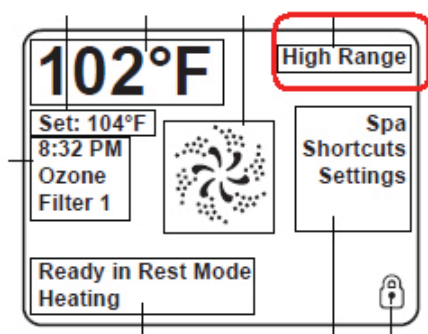 102°F
High Range
Set: 104°F
8:32 PM
Ozone
Filter 1
Spa
Shortcuts
Settings
Ready in Rest Mode
Heating